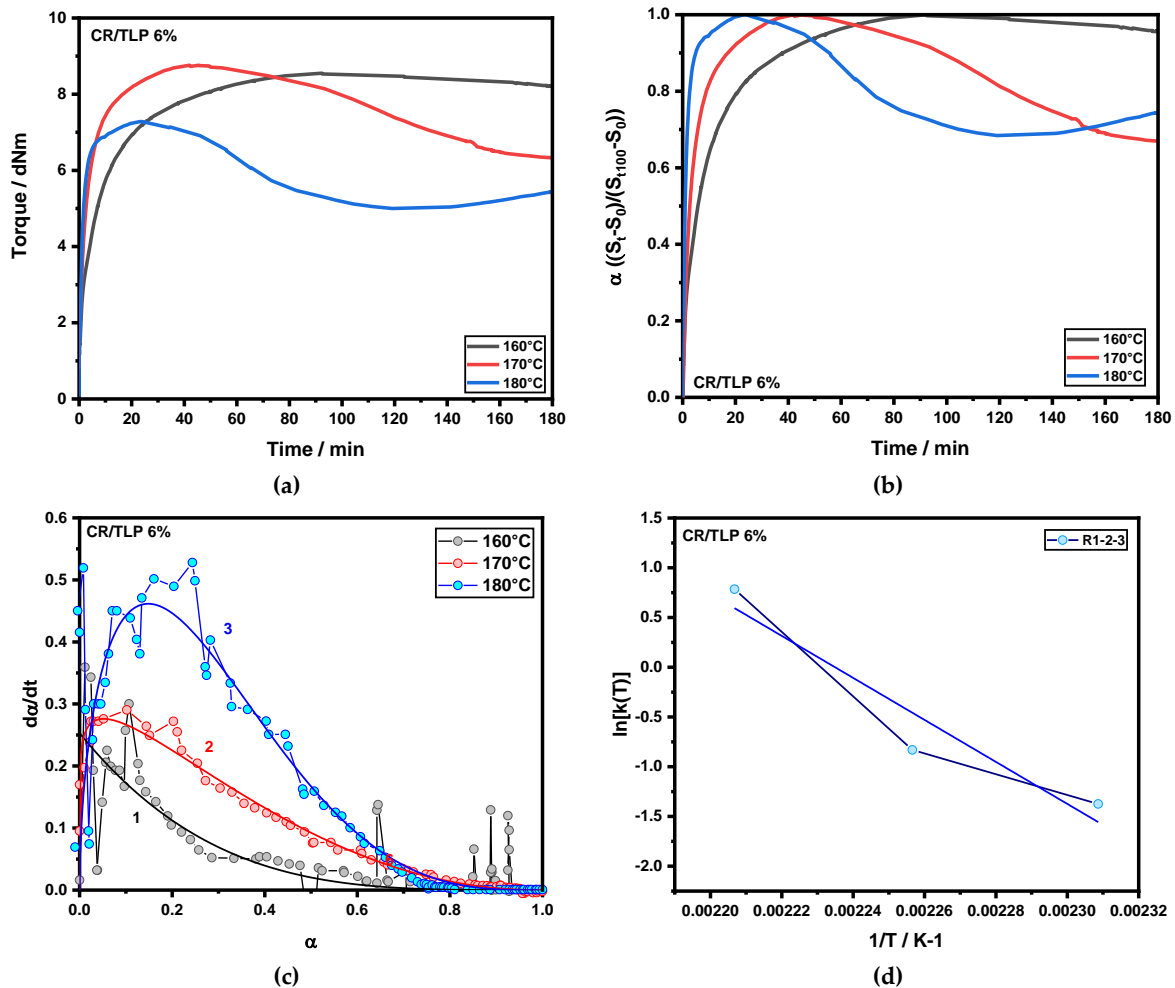 CR/TLP 6%
Torque / dNm
10
8
6
4
2
0
160°C
170°C
180°C
0 20 40 60 80 100 120 140 160 180
Time / min
(a)
α ((S_t-S_0)/(S_t100-S_0))
1.0
0.8
0.6
0.4
0.2
0.0
160°C
170°C
180°C
CR/TLP 6%
0 20 40 60 80 100 120 140 160 180
Time / min
(b)
CR/TLP 6%
dα/dt
0.6
0.5
0.4
0.3
0.2
0.1
0.0
160°C
170°C
180°C
3
2
1
0.0 0.2 0.4 0.6 0.8 1.0
α
(c)
CR/TLP 6%
R1-2-3
ln[k(T)]
1.5
1.0
0.5
0.0
-0.5
-1.0
-1.5
-2.0
0.00220 0.00222 0.00224 0.00226 0.00228 0.00230 0.00232
1/T / K-1
(d)